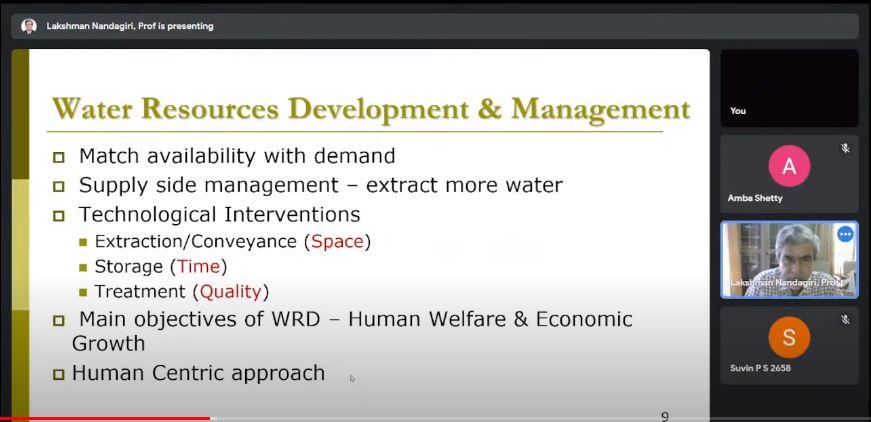 Lakshman Nandagiri, Prof is presenting
Water Resources Development & Management
Match availability with demand
Supply side management – extract more water
Technological Interventions
Extraction/Conveyance (Space)
Storage (Time)
Treatment (Quality)
Main objectives of WRD – Human Welfare & Economic
Growth
Human Centric approach
9
You
A
Amba Shetty
Lakshman Nandagiri, Prof
S
Suvin P S 2658